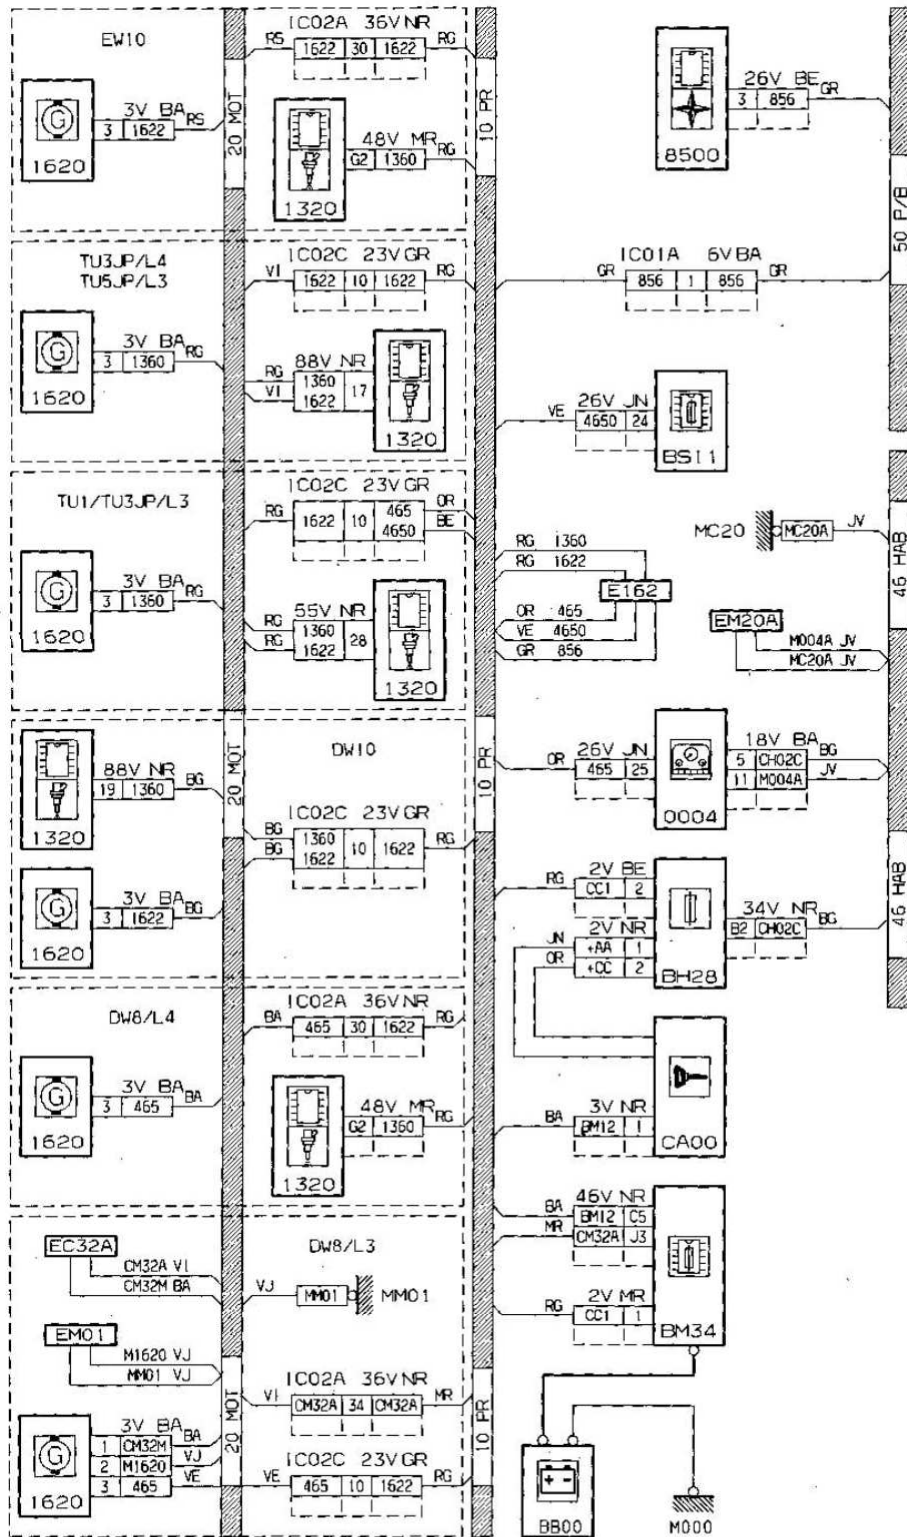 EW10
3V BA
3 1622 RS
1620
20 MOT
IC02A 36V NR
RS 1622 30 1622 RG
48V MR
G2 1360 RG
1320
10 PR
TU3JP/L4
TU5JP/L3
3V BA
3 1360 RG
1620
IC02C 23V GR
VI 1622 10 1622 RG
88V NR
RG 1360
VI 1622 17
1320
TU1/TU3JP/L3
3V BA
3 1360 RG
1620
IC02C 23V GR
RG 1622 10 465 OR
4650 BE
55V NR
RG 1360
RG 1622 28
1320
88V NR
19 1360 BG
1320
20 MOT
DW10
IC02C 23V GR
BG 1360
BG 1622 10 1622 RG
3V BA
3 1622 BG
1620
10 PR
DW8/L4
3V BA
3 465 BA
1620
IC02A 36V NR
BA 465 30 1622 RG
48V MR
G2 1360 RG
1320
DW8/L3
EC32A
CM32A VI
CM32M BA
VJ MM01 MM01
EM01
M1620 VJ
MM01 VJ
20 MOT
IC02A 36V NR
VI CM32A 34 CM32A MR
3V BA
1 CM32M BA
2 M1620 VJ
3 465 VE
1620
IC02C 23V GR
VE 465 10 1622 RG
10 PR
26V BE
3 856 GR
8500
50 P/B
IC01A 6V BA
GR 856 1 856 GR
26V JN
VE 4650 24
BSI1
MC20 MC20A JV
46 HAB
RG 1360
RG 1622
E162
OR 465
VE 4650
GR 856
EM20A
M004A JV
MC20A JV
26V JN
OR 465 25
0004
18V BA
5 CH02C BG
11 M004A JV
46 HAB
2V BE
RG CC1 2
2V NR
JN +AA 1
OR +CC 2
BH28
34V NR
B2 CH02C BG
3V NR
BA BM12 1
CA00
46V NR
BA BM12 C5
MR CM32A J3
2V MR
RG CC1 1
BM34
BB00
M000